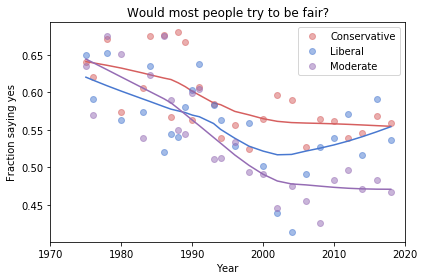 Would most people try to be fair?
Conservative
Liberal
Moderate
Fraction saying yes
0.65
0.60
0.55
0.50
0.45
1970
1980
1990
2000
2010
2020
Year